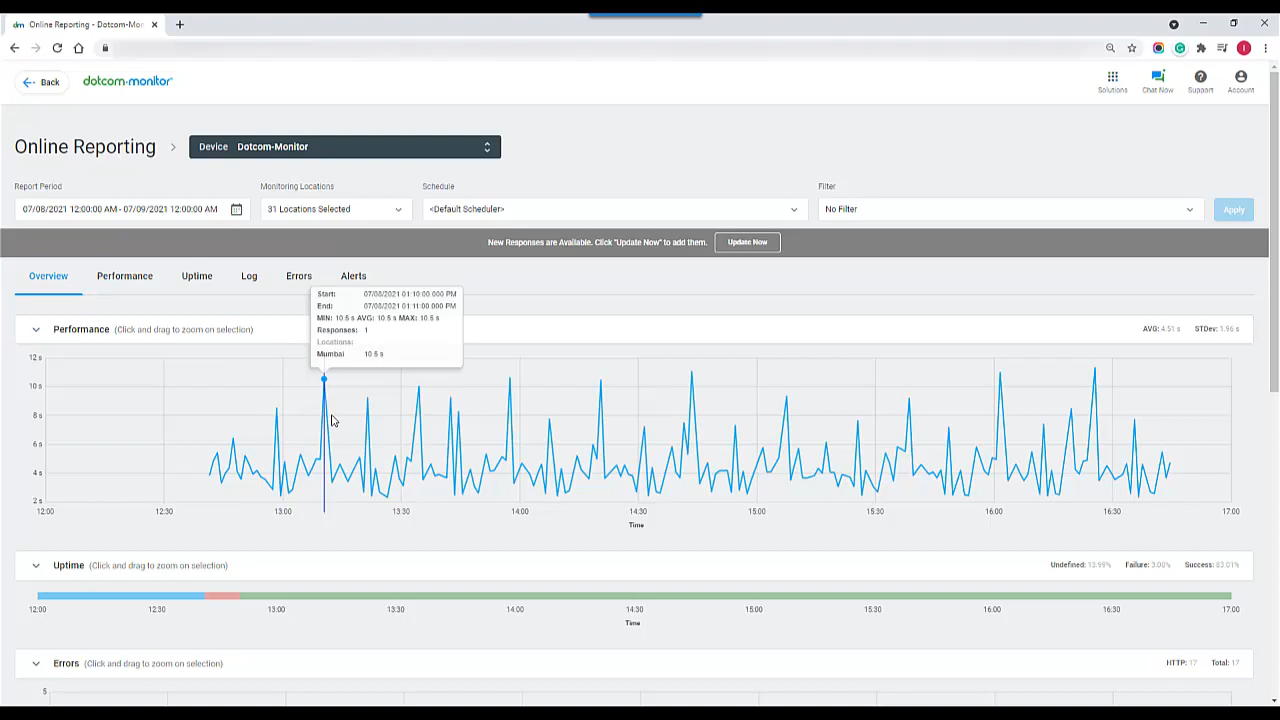 dm Online Reporting - Dotcom-Mon
Back
dotcom-monitor
Solutions
Chat Now
Support
Account
Online Reporting
Device Dotcom-Monitor
Report Period
Monitoring Locations
Schedule
Filter
07/08/2021 12:00:00 AM - 07/09/2021 12:00:00 AM
31 Locations Selected
<Default Scheduler>
No Filter
Apply
New Responses are Available. Click "Update Now" to add them.
Update Now
Overview
Performance
Uptime
Log
Errors
Alerts
Start: 07/08/2021 01:10:00.000 PM
End: 07/08/2021 01:11:00.000 PM
MIN: 10.5 s AVG: 10.5 s MAX: 10.5 s
Responses: 1
Locations:
Mumbai 10.5 s
Performance (Click and drag to zoom on selection)
AVG: 4.51 s STDev: 1.96 s
12 s
10 s
8 s
6 s
4 s
2 s
12:00 12:30 13:00 13:30 14:00 14:30 15:00 15:30 16:00 16:30 17:00
Time
Uptime (Click and drag to zoom on selection)
Undefined: 13.99% Failure: 3.00% Success: 83.01%
12:00 12:30 13:00 13:30 14:00 14:30 15:00 15:30 16:00 16:30 17:00
Time
Errors (Click and drag to zoom on selection)
HTTP: 17 Total: 17
5